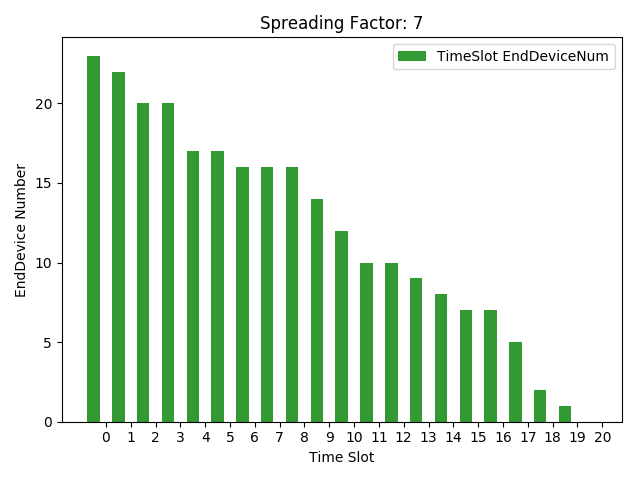 Spreading Factor: 7
TimeSlot EndDeviceNum
EndDevice Number
20
15
10
5
0
0 1 2 3 4 5 6 7 8 9 10 11 12 13 14 15 16 17 18 19 20
Time Slot